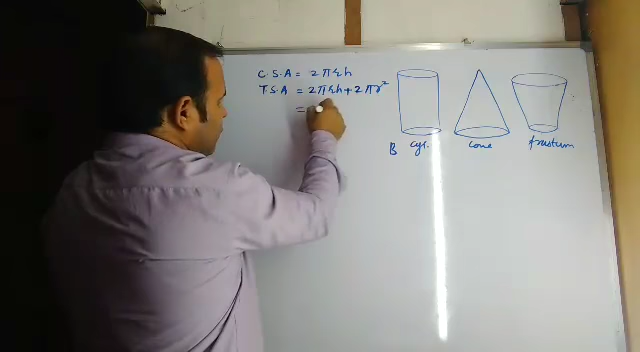 C.S.A = 2πrh
T.S.A = 2πrh + 2πr²
=
B cyl. cone frustum